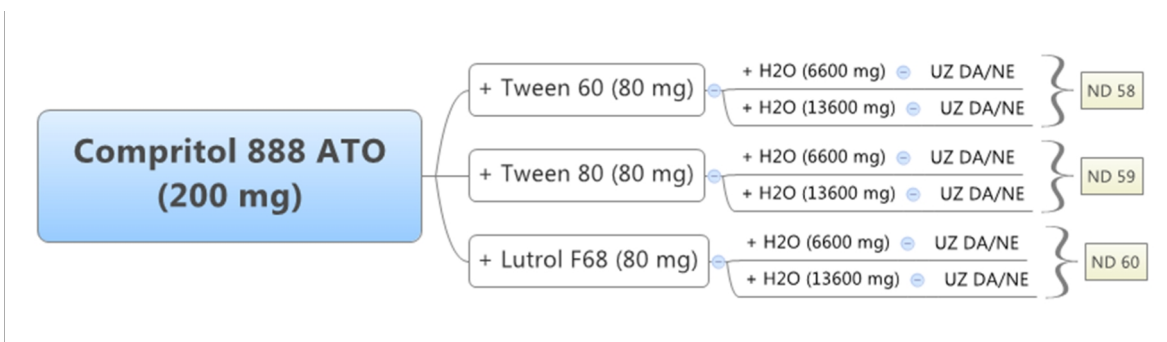 Compritol 888 ATO
(200 mg)
+ Tween 60 (80 mg)
+ H2O (6600 mg) UZ DA/NE
+ H2O (13600 mg) UZ DA/NE
ND 58
+ Tween 80 (80 mg)
+ H2O (6600 mg) UZ DA/NE
+ H2O (13600 mg) UZ DA/NE
ND 59
+ Lutrol F68 (80 mg)
+ H2O (6600 mg) UZ DA/NE
+ H2O (13600 mg) UZ DA/NE
ND 60